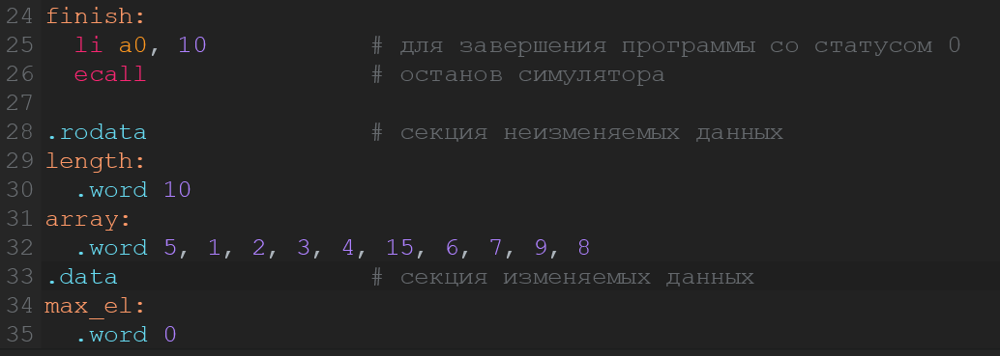 24 finish:
25   li a0, 10           # для завершения программы со статусом 0
26   ecall               # останов симулятора
27
28 .rodata               # секция неизменяемых данных
29 length:
30   .word 10
31 array:
32   .word 5, 1, 2, 3, 4, 15, 6, 7, 9, 8
33 .data                 # секция изменяемых данных
34 max_el:
35   .word 0